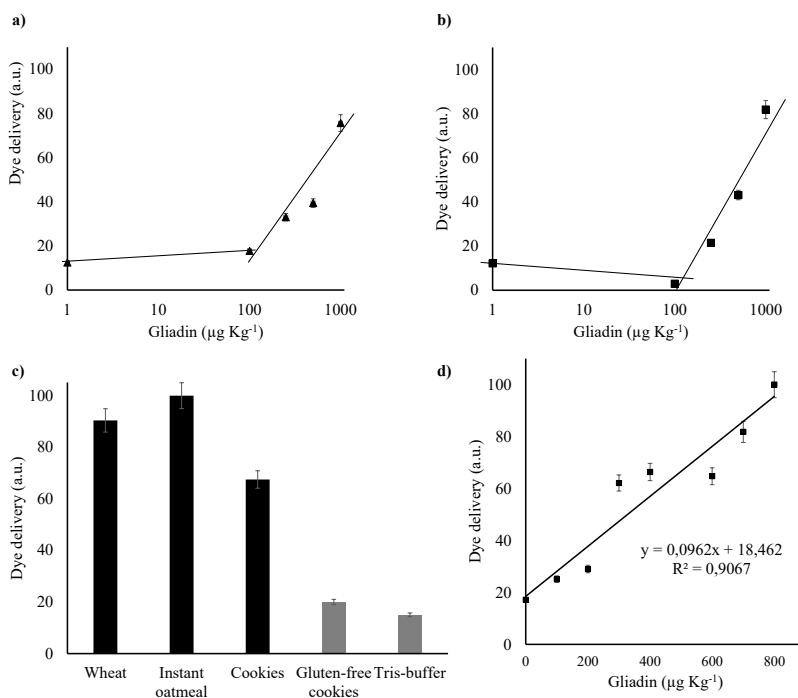 a)
100
80
60
40
20
0
Dye delivery (a.u.)
1
10
100
1000
Gliadin (µg Kg⁻¹)
b)
100
80
60
40
20
0
Dye delivery (a.u.)
1
10
100
1000
Gliadin (µg Kg⁻¹)
c)
100
80
60
40
20
0
Dye delivery (a.u.)
Wheat
Instant
oatmeal
Cookies
Gluten-free
cookies
Tris-buffer
d)
100
80
60
40
20
0
Dye delivery (a.u.)
y = 0,0962x + 18,462
R² = 0,9067
0
200
400
600
800
Gliadin (µg Kg⁻¹)